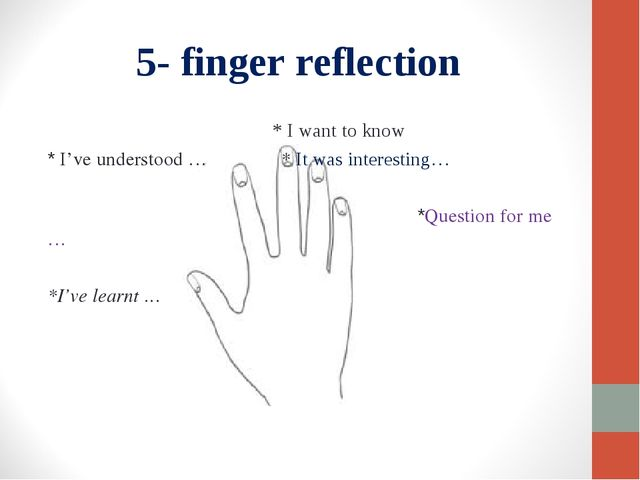 5- finger reflection
* I want to know
* I’ve understood … * It was interesting…
*Question for me
…
*I’ve learnt …